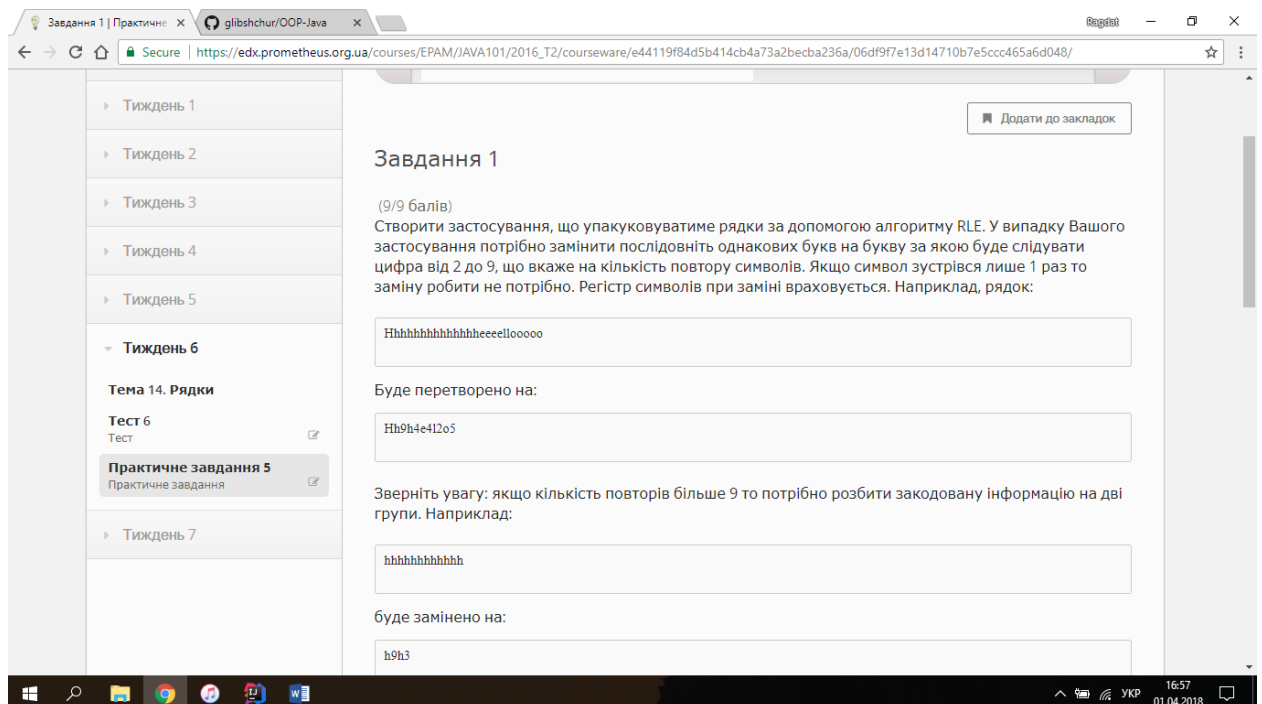 Завдання 1 | Практичне
glibshchur/OOP-Java
Ragdat
Secure | https://edx.prometheus.org.ua/courses/EPAM/JAVA101/2016_T2/courseware/e44119f84d5b414cb4a73a2becba236a/06df9f7e13d14710b7e5ccc465a6d048/
Тиждень 1
Тиждень 2
Тиждень 3
Тиждень 4
Тиждень 5
Тиждень 6
Тема 14. Рядки
Тест 6
Тест
Практичне завдання 5
Практичне завдання
Тиждень 7
Додати до закладок
Завдання 1
(9/9 балів)
Створити застосування, що упакуковуватиме рядки за допомогою алгоритму RLE. У випадку Вашого
застосування потрібно замінити послідовніть однакових букв на букву за якою буде слідувати
цифра від 2 до 9, що вкаже на кількість повтору символів. Якщо символ зустрівся лише 1 раз то
заміну робити не потрібно. Регістр символів при заміні враховується. Наприклад, рядок:
Hhhhhhhhhhhhhheeeellooooo
Буде перетворено на:
Hh9h4e4l2o5
Зверніть увагу: якщо кількість повторів більше 9 то потрібно розбити закодовану інформацію на дві
групи. Наприклад:
hhhhhhhhhhhh
буде замінено на:
h9h3
УКР
16:57
01.04.2018